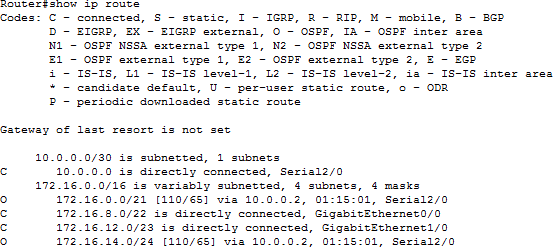 Router#show ip route
Codes: C - connected, S - static, I - IGRP, R - RIP, M - mobile, B - BGP
       D - EIGRP, EX - EIGRP external, O - OSPF, IA - OSPF inter area
       N1 - OSPF NSSA external type 1, N2 - OSPF NSSA external type 2
       E1 - OSPF external type 1, E2 - OSPF external type 2, E - EGP
       i - IS-IS, L1 - IS-IS level-1, L2 - IS-IS level-2, ia - IS-IS inter area
       * - candidate default, U - per-user static route, o - ODR
       P - periodic downloaded static route
Gateway of last resort is not set
     10.0.0.0/30 is subnetted, 1 subnets
C       10.0.0.0 is directly connected, Serial2/0
     172.16.0.0/16 is variably subnetted, 4 subnets, 4 masks
O       172.16.0.0/21 [110/65] via 10.0.0.2, 01:15:01, Serial2/0
C       172.16.8.0/22 is directly connected, GigabitEthernet0/0
C       172.16.12.0/23 is directly connected, GigabitEthernet1/0
O       172.16.14.0/24 [110/65] via 10.0.0.2, 01:15:01, Serial2/0